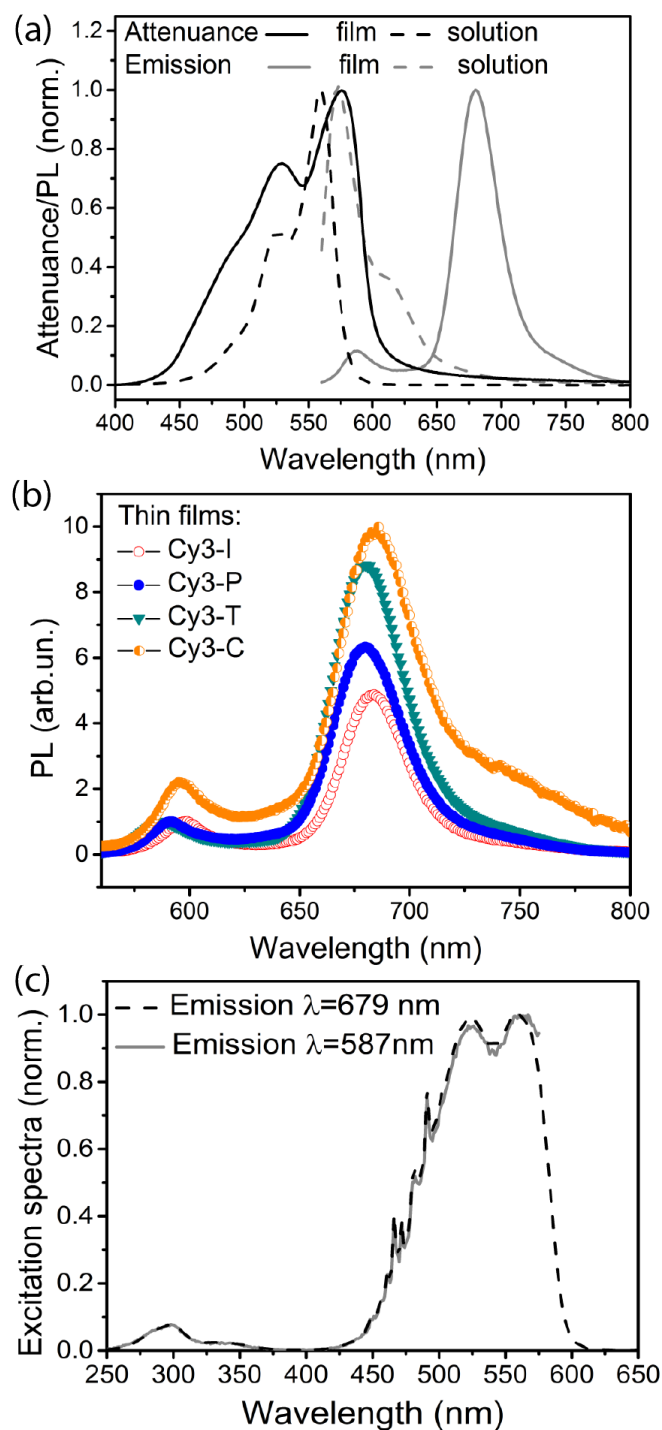 (a)
Attenuance film solution
Emission film solution
1.2
1.0
0.8
0.6
0.4
0.2
0.0
Attenuance/PL (norm.)
400 450 500 550 600 650 700 750 800
Wavelength (nm)
(b)
Thin films:
Cy3-I
Cy3-P
Cy3-T
Cy3-C
10
8
6
4
2
0
PL (arb.un.)
600 650 700 750 800
Wavelength (nm)
(c)
Emission λ=679 nm
Emission λ=587nm
1.0
0.8
0.6
0.4
0.2
0.0
Excitation spectra (norm.)
250 300 350 400 450 500 550 600 650
Wavelength (nm)